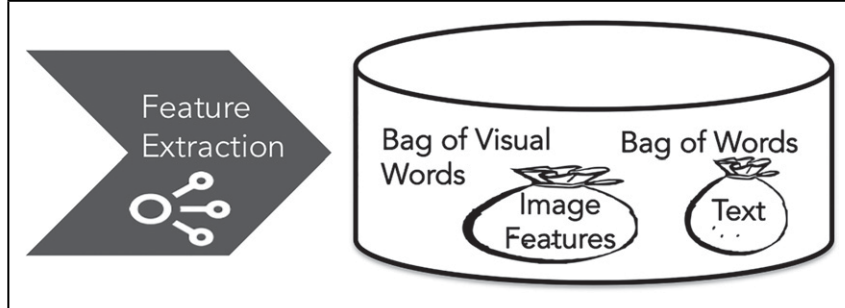 Feature
Extraction
Bag of Visual
Words
Image
Features
Bag of Words
Text